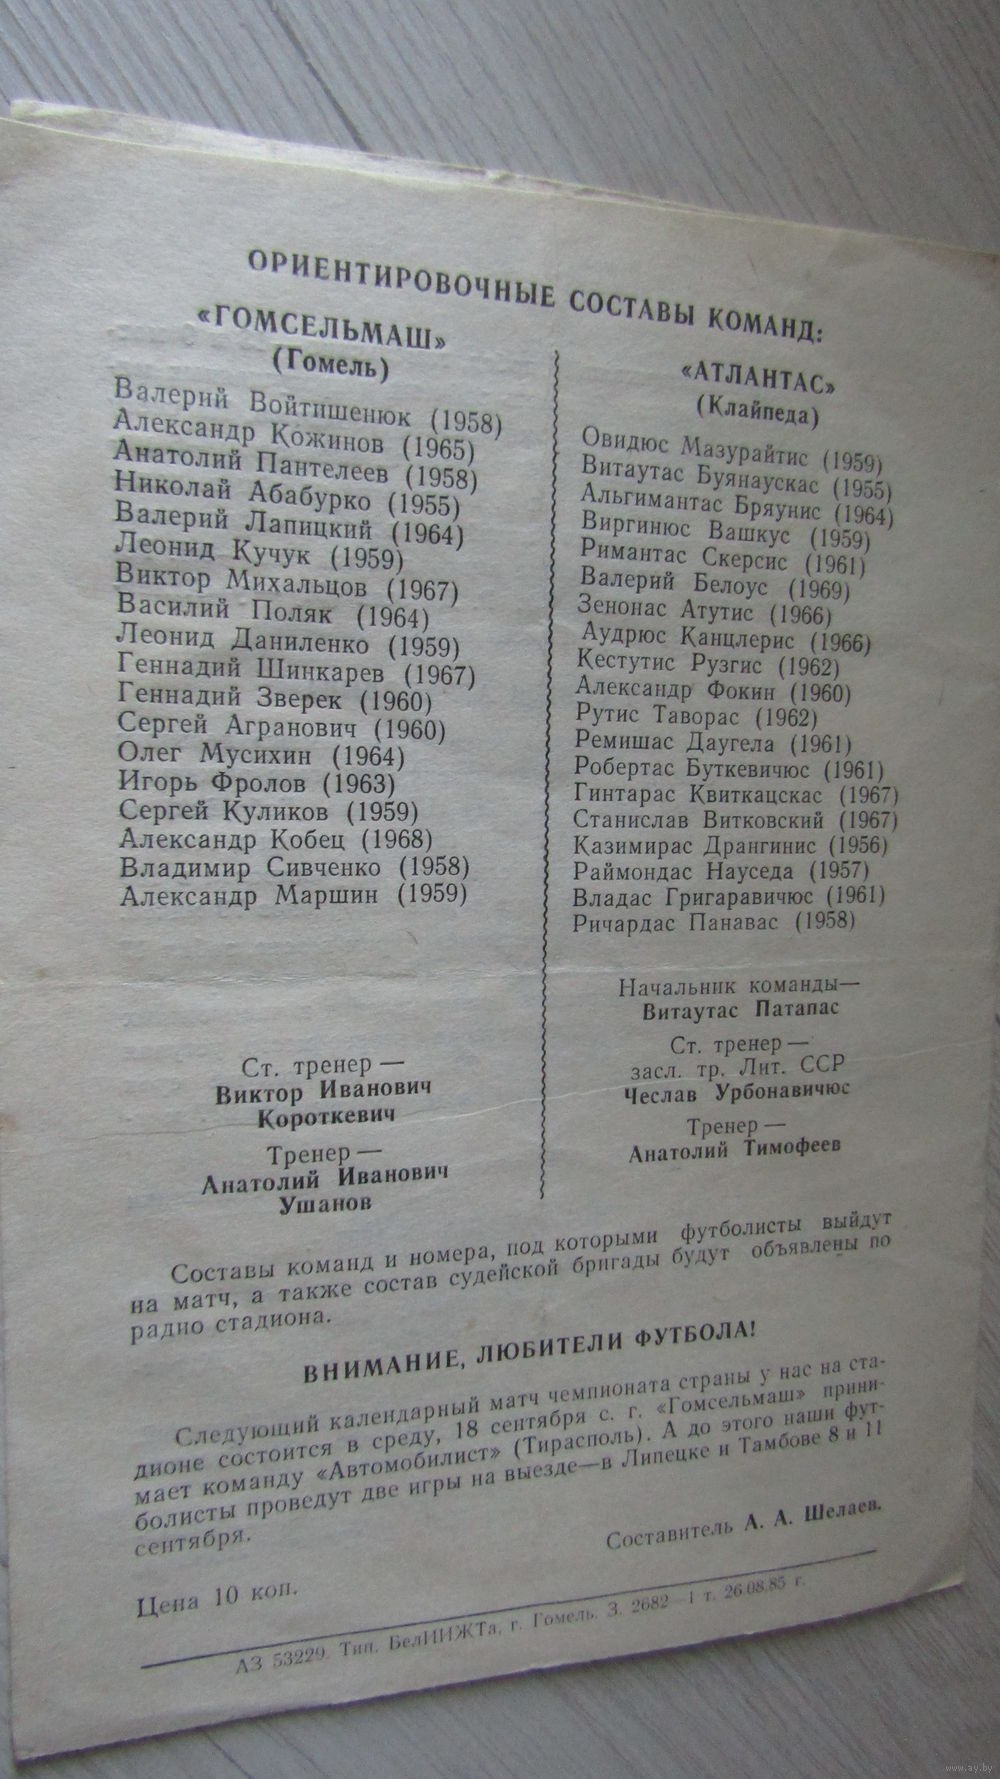 ОРИЕНТИРОВОЧНЫЕ СОСТАВЫ КОМАНД:
«ГОМСЕЛЬМАШ»
(Гомель)
Валерий Войтишенюк (1958)
Александр Кожинов (1965)
Анатолий Пантелеев (1958)
Николай Абабурко (1955)
Валерий Лапицкий (1964)
Леонид Кучук (1959)
Виктор Михальцов (1967)
Василий Поляк (1964)
Леонид Даниленко (1959)
Геннадий Шинкарев (1967)
Геннадий Зверек (1960)
Сергей Агранович (1960)
Олег Мусихин (1964)
Игорь Фролов (1963)
Сергей Куликов (1959)
Александр Кобец (1968)
Владимир Сивченко (1958)
Александр Маршин (1959)
Ст. тренер —
Виктор Иванович
Короткевич
Тренер —
Анатолий Иванович
Ушанов
«АТЛАНТАС»
(Клайпеда)
Овидюс Мазурайтис (1959)
Витаутас Буянаускас (1955)
Альгимантас Бряунис (1964)
Виргинюс Вашкус (1959)
Римантас Скерсис (1961)
Валерий Белоус (1969)
Зенонас Атутис (1966)
Аудрюс Канцлерис (1966)
Кестутис Рузгис (1962)
Александр Фокин (1960)
Рутис Таворас (1962)
Ремишас Даугела (1961)
Робертас Буткевичюс (1961)
Гинтарас Квиткацскас (1967)
Станислав Витковский (1967)
Казимирас Дрангинис (1956)
Раймондас Науседа (1957)
Владас Григаравичюс (1961)
Ричардас Панавас (1958)
Начальник команды—
Витаутас Патапас
Ст. тренер —
засл. тр. Лит. ССР
Чеслав Урбонавичюс
Тренер —
Анатолий Тимофеев
Составы команд и номера, под которыми футболисты выйдут
на матч, а также состав судейской бригады будут объявлены по
радио стадиона.
ВНИМАНИЕ, ЛЮБИТЕЛИ ФУТБОЛА!
Следующий календарный матч чемпионата страны у нас на ста-
дионе состоится в среду, 18 сентября с. г. «Гомсельмаш» прини-
мает команду «Автомобилист» (Тирасполь). А до этого наши фут-
болисты проведут две игры на выезде—в Липецке и Тамбове 8 и 11
сентября.
Составитель А. А. Шелаев.
Цена 10 коп.
АЗ 53229. Тип. БелИИЖТа, г. Гомель. З. 2682—1 т. 26.08.85 г.
www.ay.by